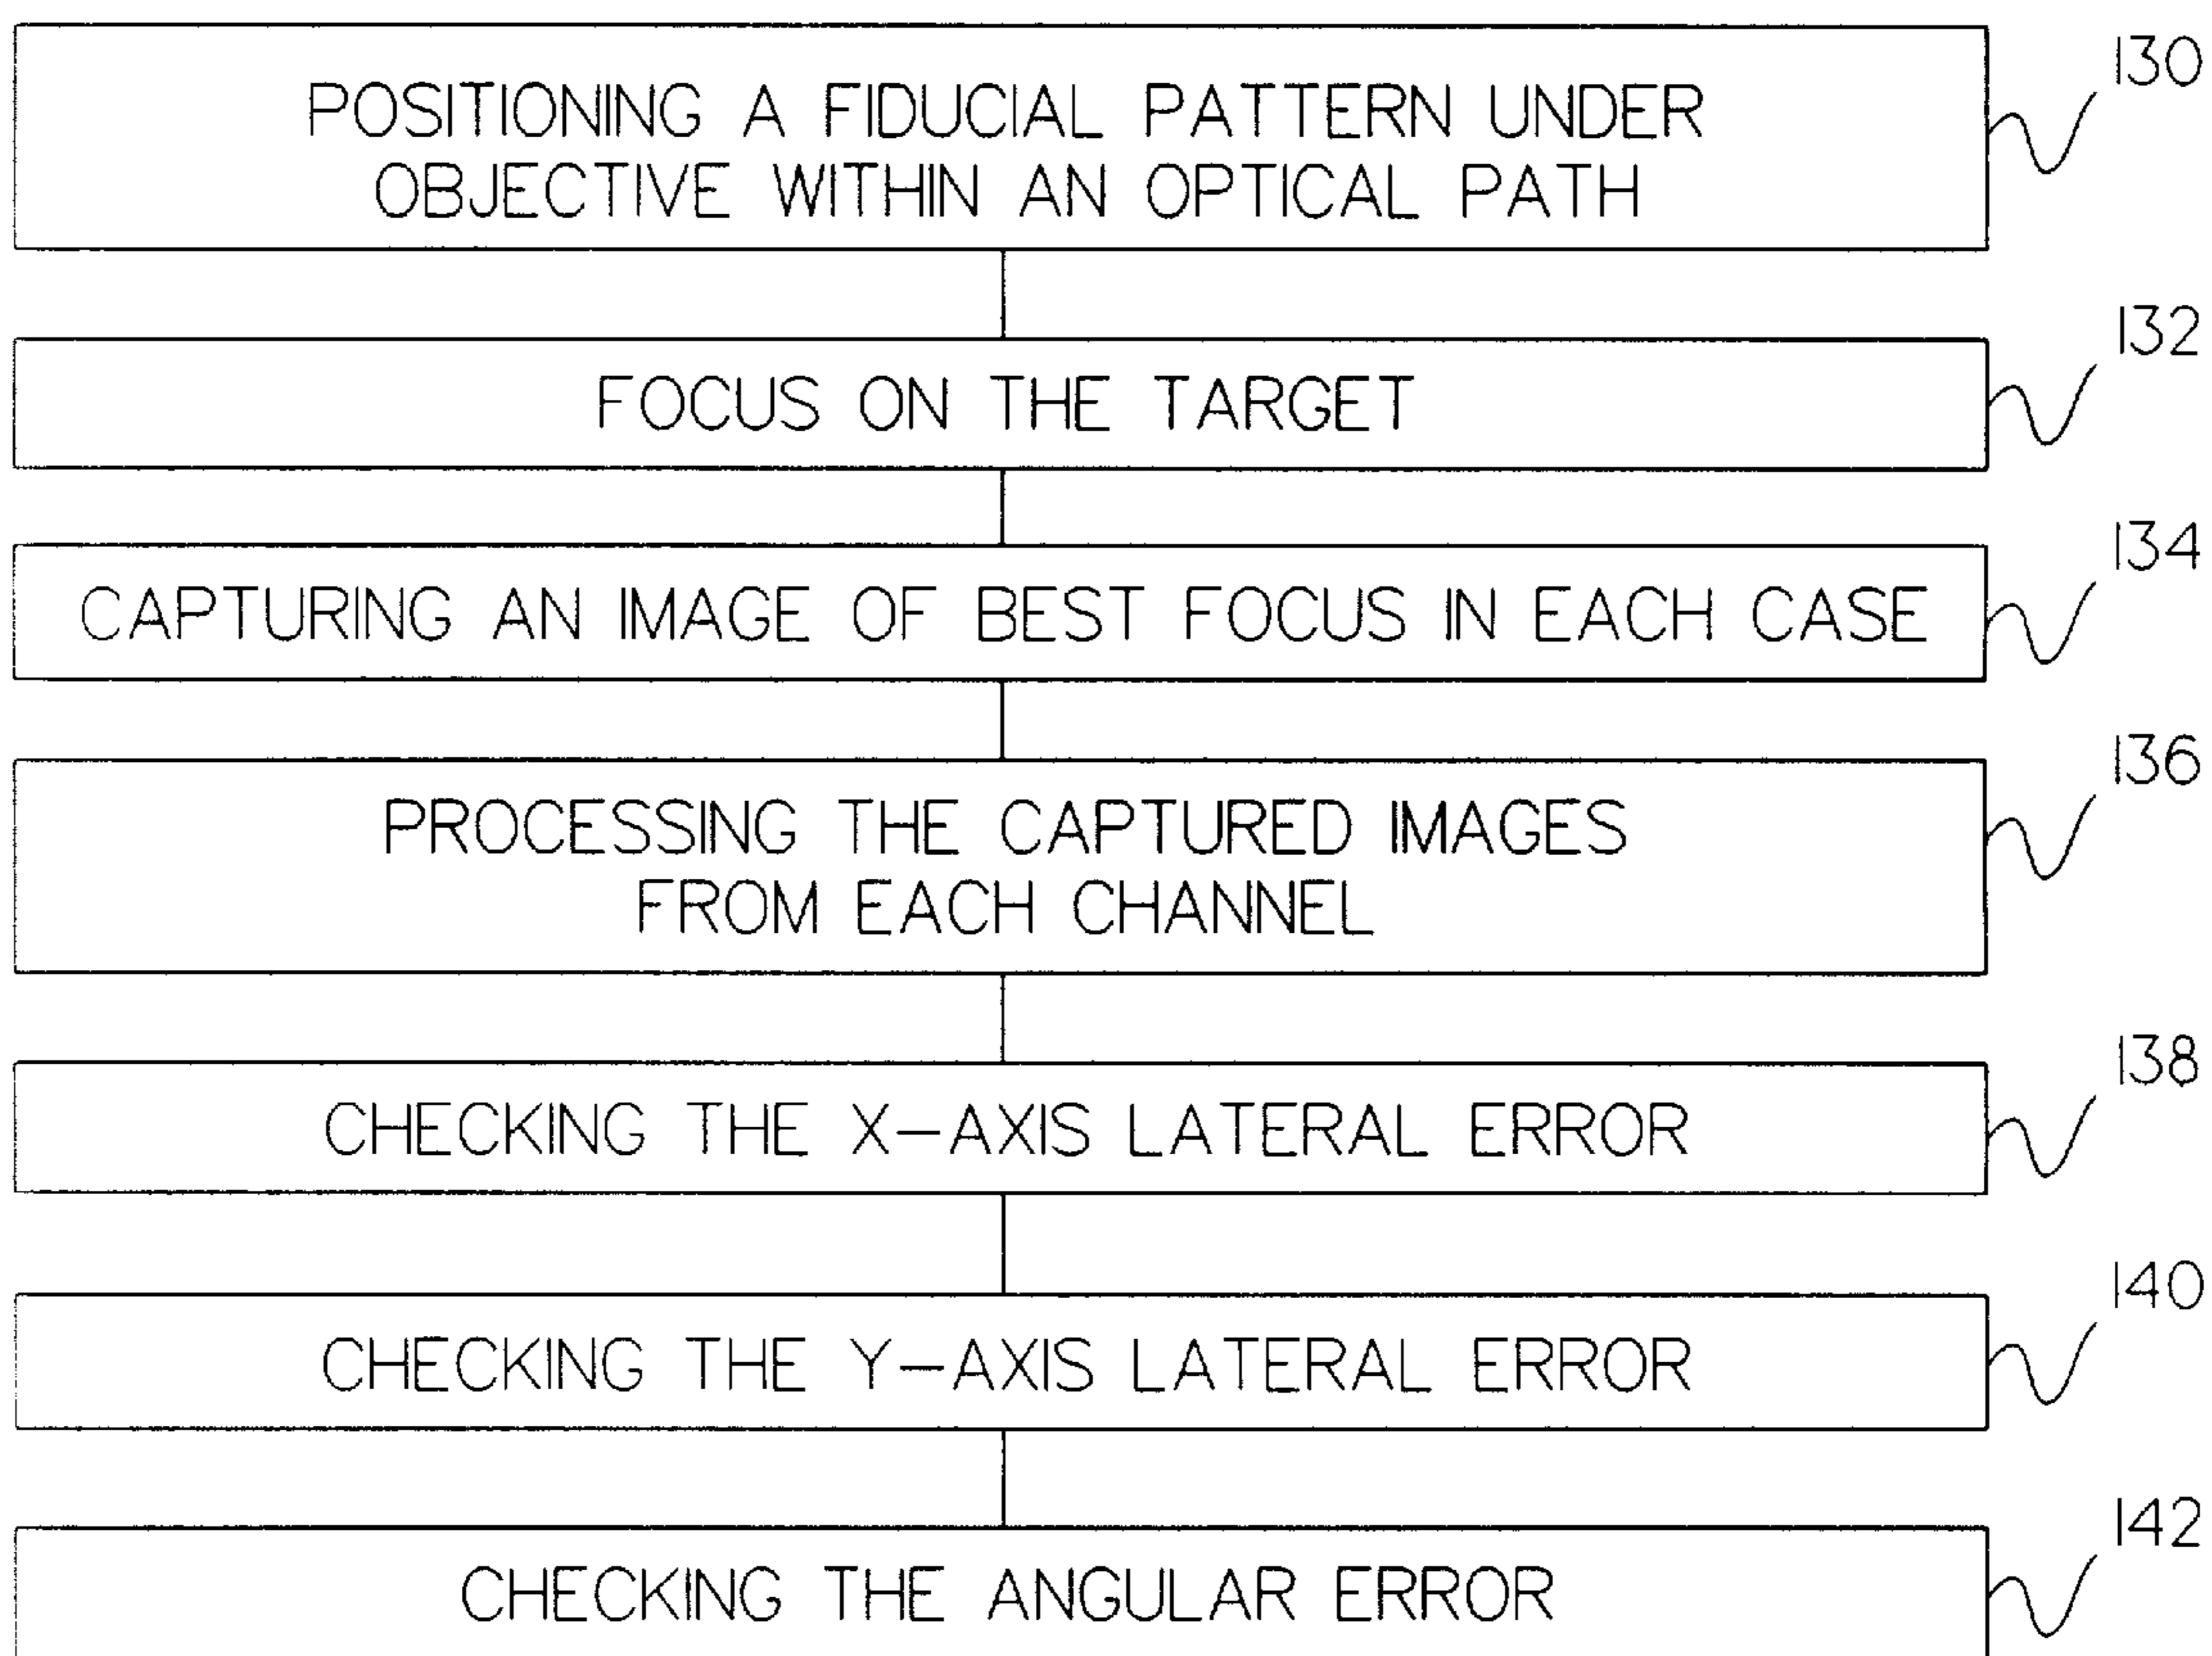 130
POSITIONING A FIDUCIAL PATTERN UNDER
OBJECTIVE WITHIN AN OPTICAL PATH
132
FOCUS ON THE TARGET
134
CAPTURING AN IMAGE OF BEST FOCUS IN EACH CASE
136
PROCESSING THE CAPTURED IMAGES
FROM EACH CHANNEL
138
CHECKING THE X-AXIS LATERAL ERROR
140
CHECKING THE Y-AXIS LATERAL ERROR
142
CHECKING THE ANGULAR ERROR